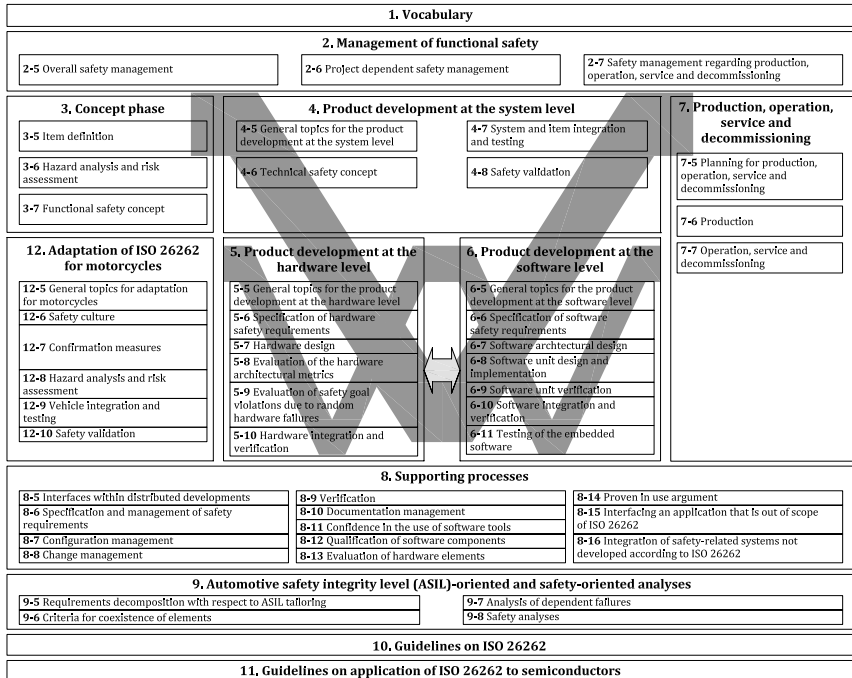 1. Vocabulary
2. Management of functional safety
2-5 Overall safety management
2-6 Project dependent safety management
2-7 Safety management regarding production,
operation, service and decommissioning
3. Concept phase
3-5 Item definition
3-6 Hazard analysis and risk
assessment
3-7 Functional safety concept
4. Product development at the system level
4-5 General topics for the product
development at the system level
4-6 Technical safety concept
4-7 System and item integration
and testing
4-8 Safety validation
7. Production, operation,
service and
decommissioning
7-5 Planning for production,
operation, service and
decommissioning
7-6 Production
7-7 Operation, service and
decommissioning
12. Adaptation of ISO 26262
for motorcycles
12-5 General topics for adaptation
for motorcycles
12-6 Safety culture
12-7 Confirmation measures
12-8 Hazard analysis and risk
assessment
12-9 Vehicle integration and
testing
12-10 Safety validation
5. Product development at the
hardware level
5-5 General topics for the product
development at the hardware level
5-6 Specification of hardware
safety requirements
5-7 Hardware design
5-8 Evaluation of the hardware
architectural metrics
5-9 Evaluation of safety goal
violations due to random
hardware failures
5-10 Hardware integration and
verification
6. Product development at the
software level
6-5 General topics for the product
development at the software level
6-6 Specification of software
safety requirements
6-7 Software archtectural design
6-8 Software unit design and
implementation
6-9 Software unit verification
6-10 Software integration and
verification
6-11 Testing of the embedded
software
8. Supporting processes
8-5 Interfaces within distributed developments
8-6 Specification and management of safety
requirements
8-7 Configuration management
8-8 Change management
8-9 Verification
8-10 Documentation management
8-11 Confidence in the use of software tools
8-12 Qualification of software components
8-13 Evaluation of hardware elements
8-14 Proven in use argument
8-15 Interfacing an application that is out of scope
of ISO 26262
8-16 Integration of safety-related systems not
developed according to ISO 26262
9. Automotive safety integrity level (ASIL)-oriented and safety-oriented analyses
9-5 Requirements decomposition with respect to ASIL tailoring
9-6 Criteria for coexistence of elements
9-7 Analysis of dependent failures
9-8 Safety analyses
10. Guidelines on ISO 26262
11. Guidelines on application of ISO 26262 to semiconductors